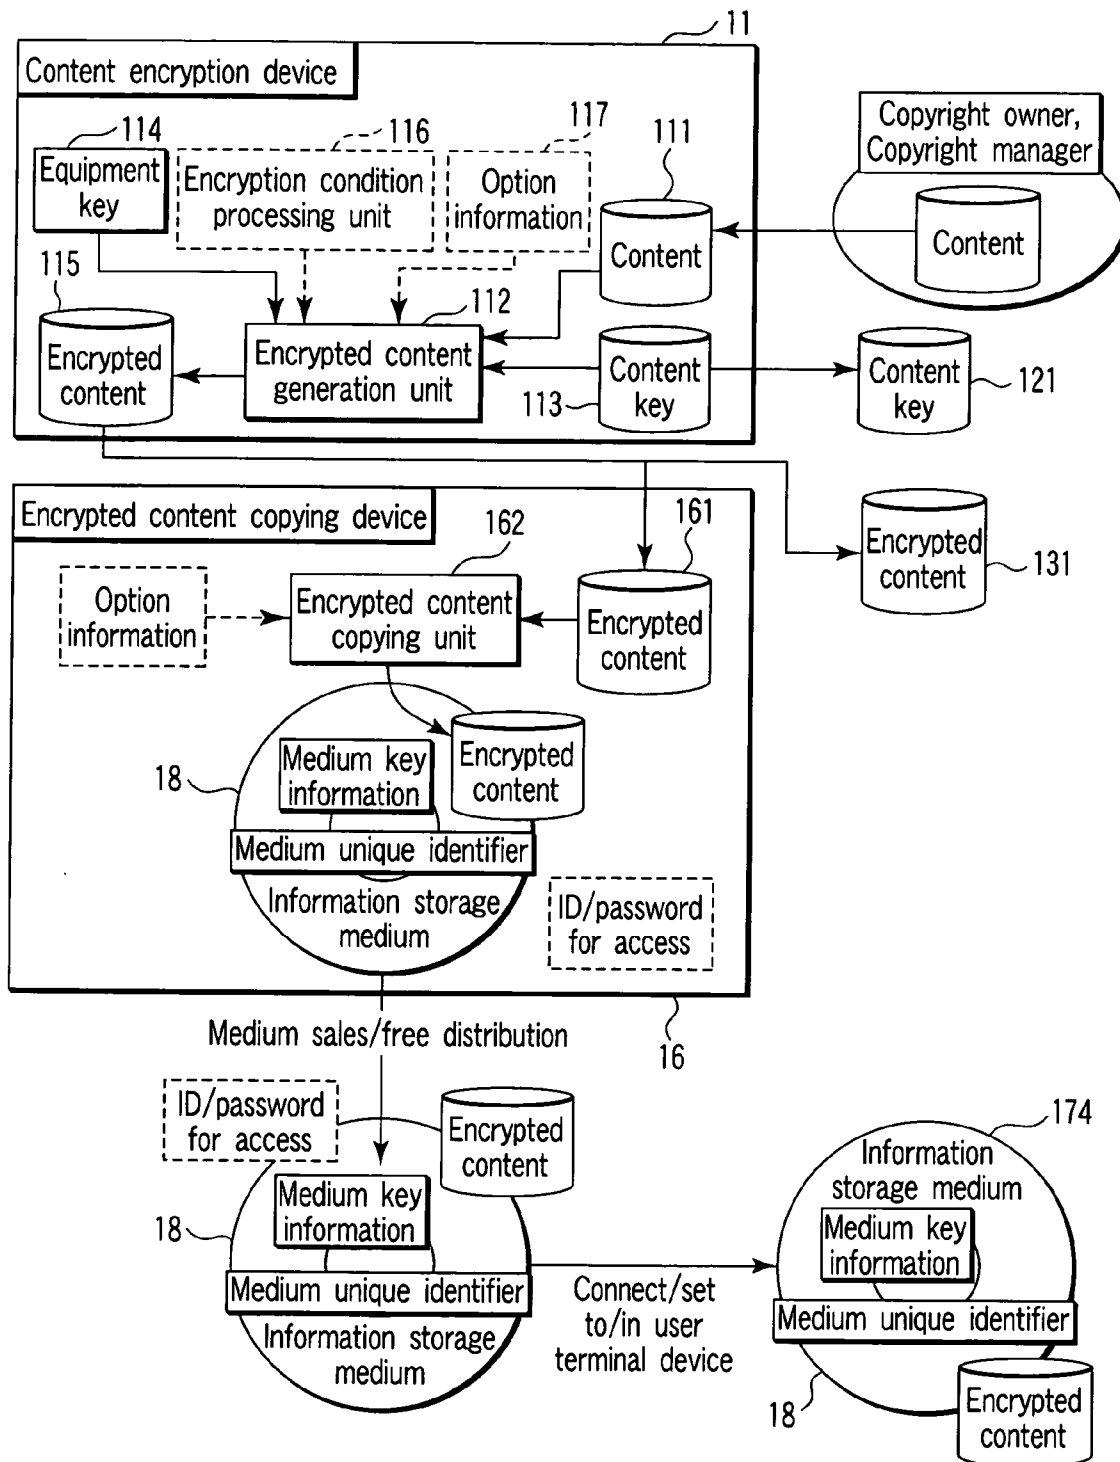 11
Content encryption device
114
116
117
111
Copyright owner,
Copyright manager
Equipment
key
Encryption condition
processing unit
Option
information
Content
Content
115
112
Encrypted
content
Encrypted content
generation unit
Content
key
113
Content
key
121
Encrypted content copying device
162
161
Encrypted
content
131
Option
information
Encrypted content
copying unit
Encrypted
content
18
Medium key
information
Encrypted
content
Medium unique identifier
Information storage
medium
ID/password
for access
16
Medium sales/free distribution
ID/password
for access
Encrypted
content
174
Information
storage medium
18
Medium key
information
Medium key
information
Medium unique identifier
Connect/set
to/in user
terminal device
Medium unique identifier
Information storage
medium
18
Encrypted
content